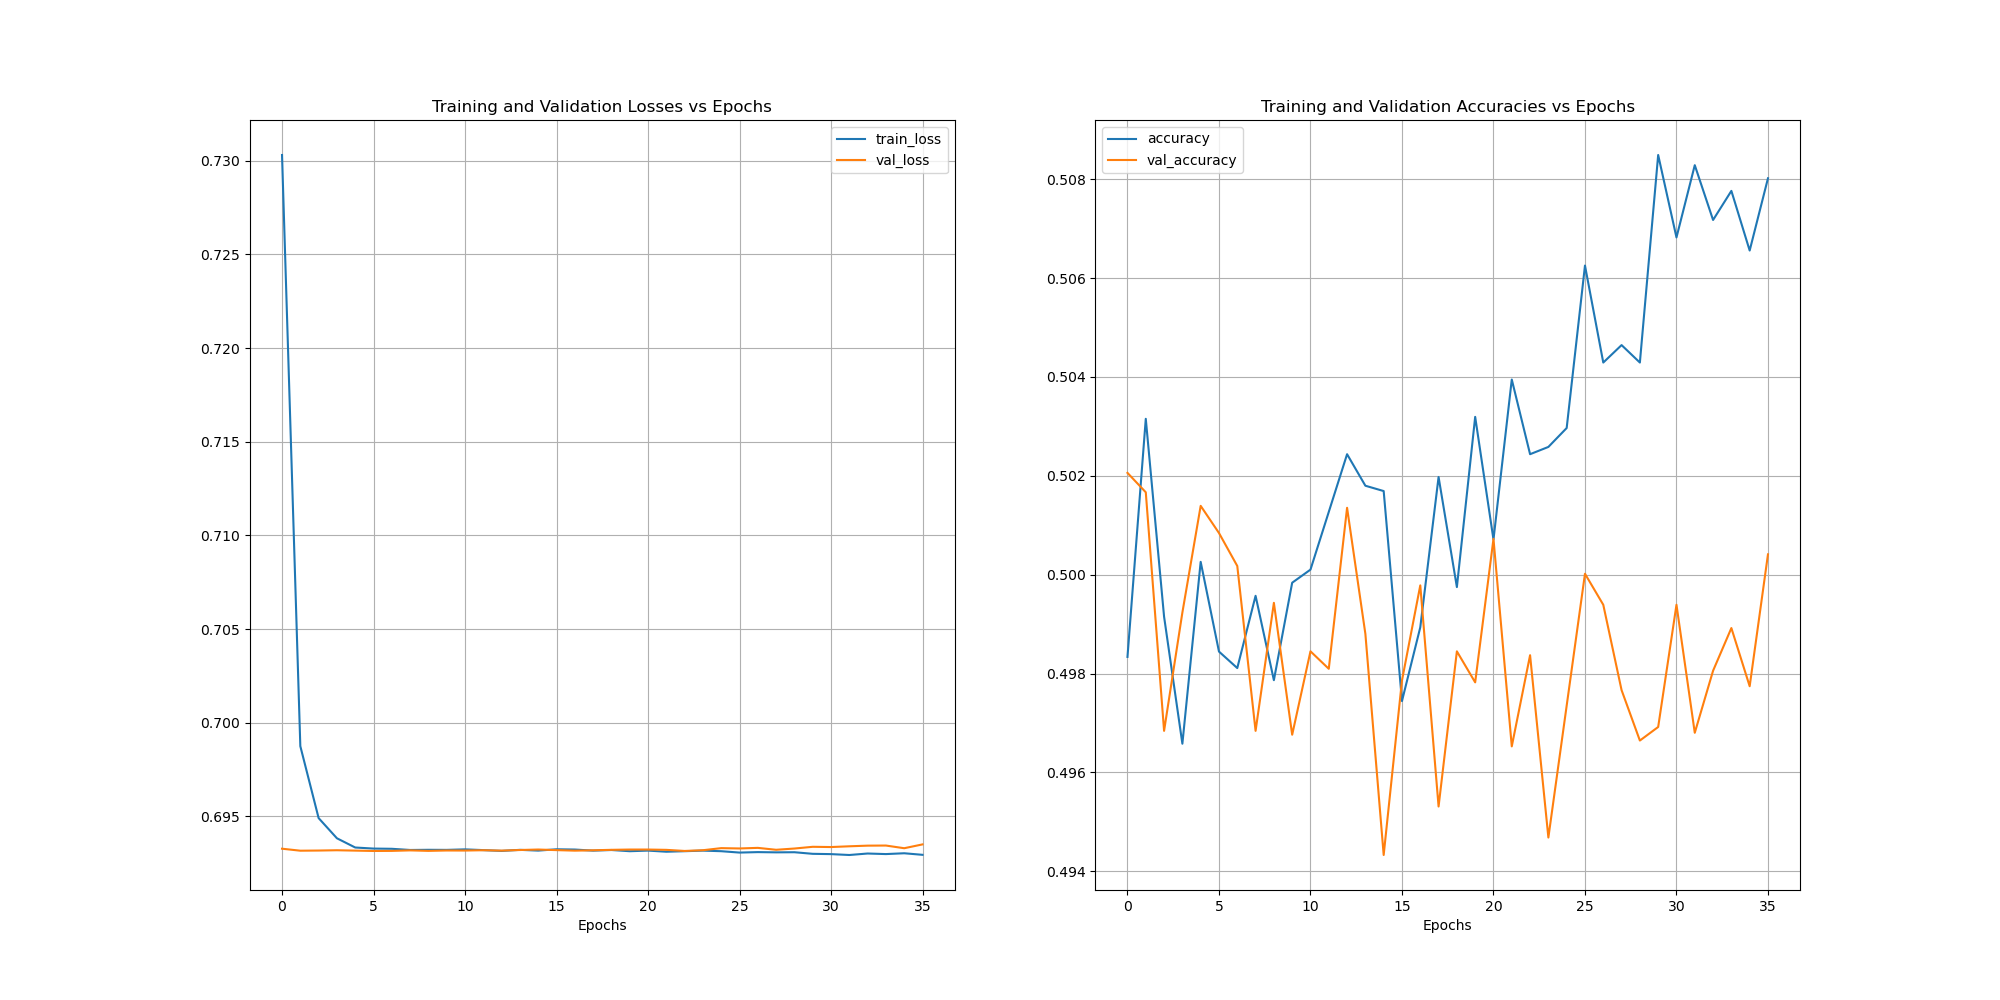 Training and Validation Losses vs Epochs
train_loss
val_loss
0.730
0.725
0.720
0.715
0.710
0.705
0.700
0.695
0 5 10 15 20 25 30 35
Epochs
Training and Validation Accuracies vs Epochs
accuracy
val_accuracy
0.508
0.506
0.504
0.502
0.500
0.498
0.496
0.494
0 5 10 15 20 25 30 35
Epochs